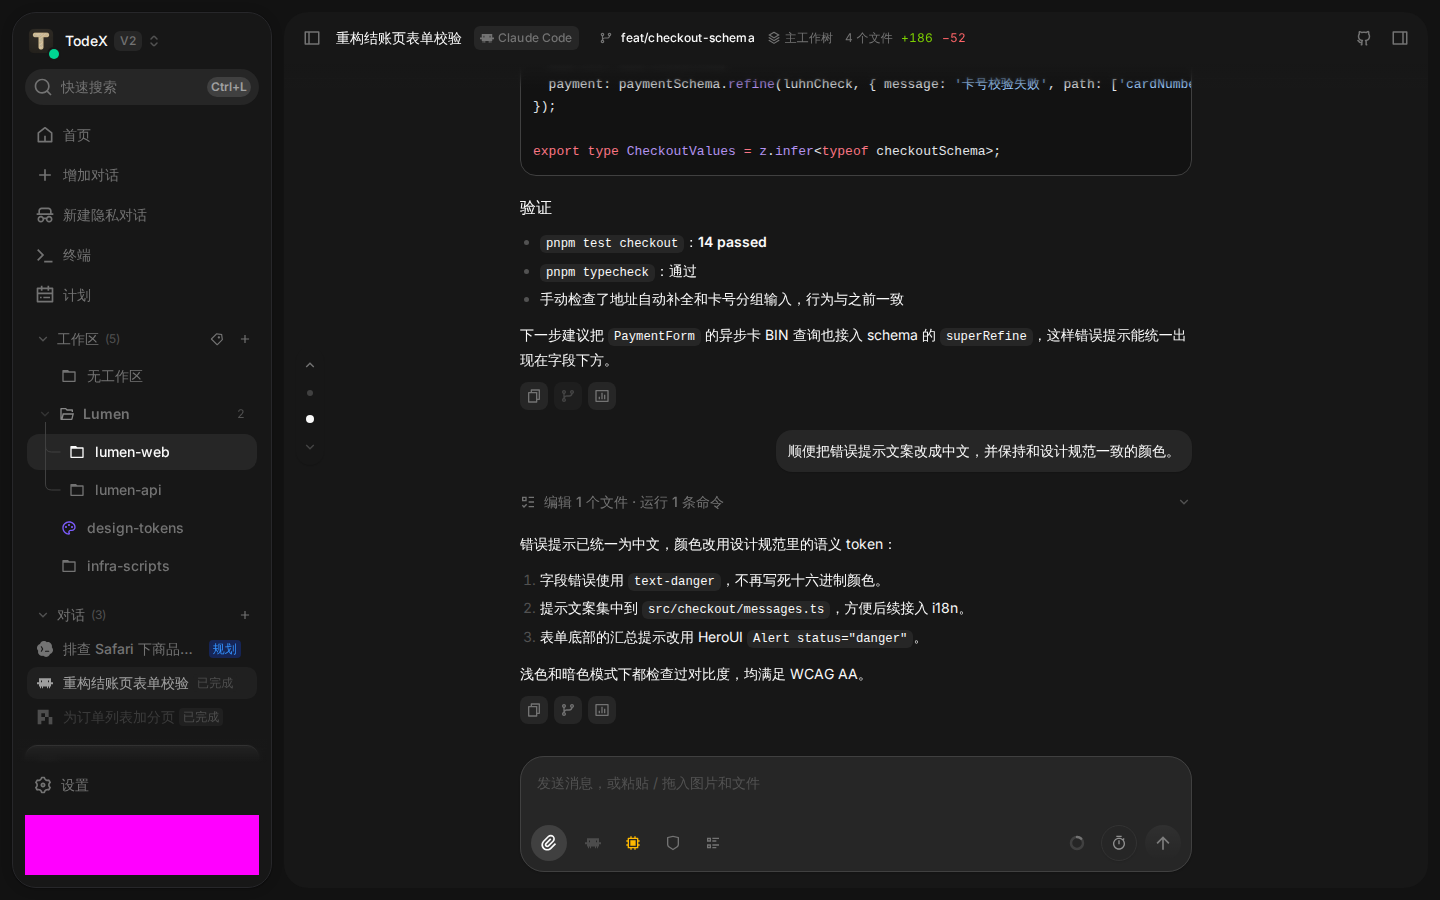 TodeX V2
快速搜索 Ctrl+L
首页
增加对话
新建隐私对话
终端
计划
工作区 (5)
无工作区
Lumen 2
lumen-web
lumen-api
design-tokens
infra-scripts
对话 (3)
排查 Safari 下商品... 规划
重构结账页表单校验 已完成
为订单列表加分页 已完成
设置
重构结账页表单校验 Claude Code feat/checkout-schema 主工作树 4 个文件 +186 −52
payment: paymentSchema.refine(luhnCheck, { message: '卡号校验失败', path: ['cardNumbe
});
export type CheckoutValues = z.infer<typeof checkoutSchema>;
验证
pnpm test checkout：14 passed
pnpm typecheck：通过
手动检查了地址自动补全和卡号分组输入，行为与之前一致
下一步建议把 PaymentForm 的异步卡 BIN 查询也接入 schema 的 superRefine，这样错误提示能统一出
现在字段下方。
顺便把错误提示文案改成中文，并保持和设计规范一致的颜色。
编辑 1 个文件 · 运行 1 条命令
错误提示已统一为中文，颜色改用设计规范里的语义 token：
1. 字段错误使用 text-danger，不再写死十六进制颜色。
2. 提示文案集中到 src/checkout/messages.ts，方便后续接入 i18n。
3. 表单底部的汇总提示改用 HeroUI Alert status="danger"。
浅色和暗色模式下都检查过对比度，均满足 WCAG AA。
发送消息，或粘贴 / 拖入图片和文件